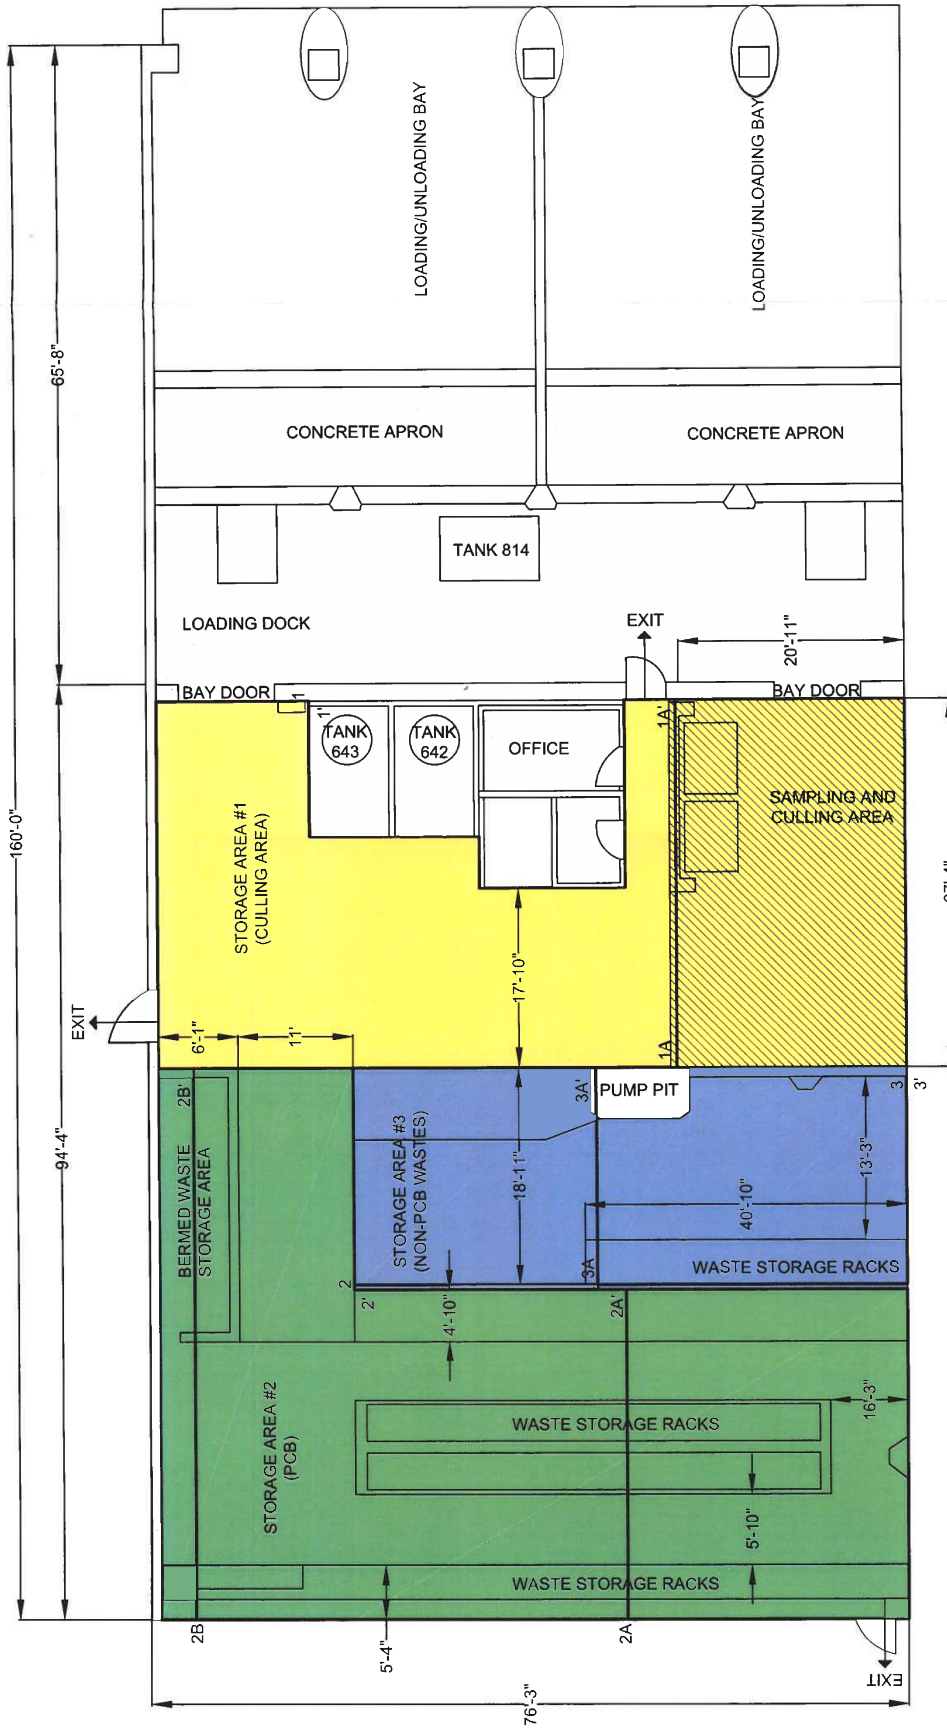 160'-0"
65'-8"
94'-4"
LOADING/UNLOADING BAY
LOADING/UNLOADING BAY
CONCRETE APRON
CONCRETE APRON
TANK 814
LOADING DOCK
EXIT
20'-11"
BAY DOOR
BAY DOOR
1
1'
TANK
643
TANK
642
OFFICE
1A'
SAMPLING AND
CULLING AREA
STORAGE AREA #1
(CULLING AREA)
17'-10"
EXIT
6'-1"
11'
1A
2B'
BERMED WASTE
STORAGE AREA
STORAGE AREA #3
(NON-PCB WASTES)
3A'
PUMP PIT
3
3'
18'-11"
13'-3"
40'-10"
3A
WASTE STORAGE RACKS
2
2'
4'-10"
2A'
STORAGE AREA #2
(PCB)
WASTE STORAGE RACKS
16'-3"
5'-10"
WASTE STORAGE RACKS
2B
5'-4"
2A
EXIT
76'-3"